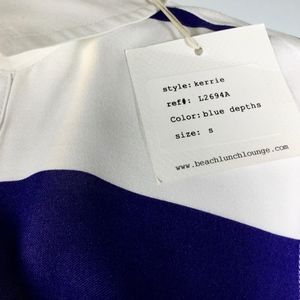 style: kerrie
ref#: L2694A
Color: blue depths
size: s
www.beachlunchlounge.com